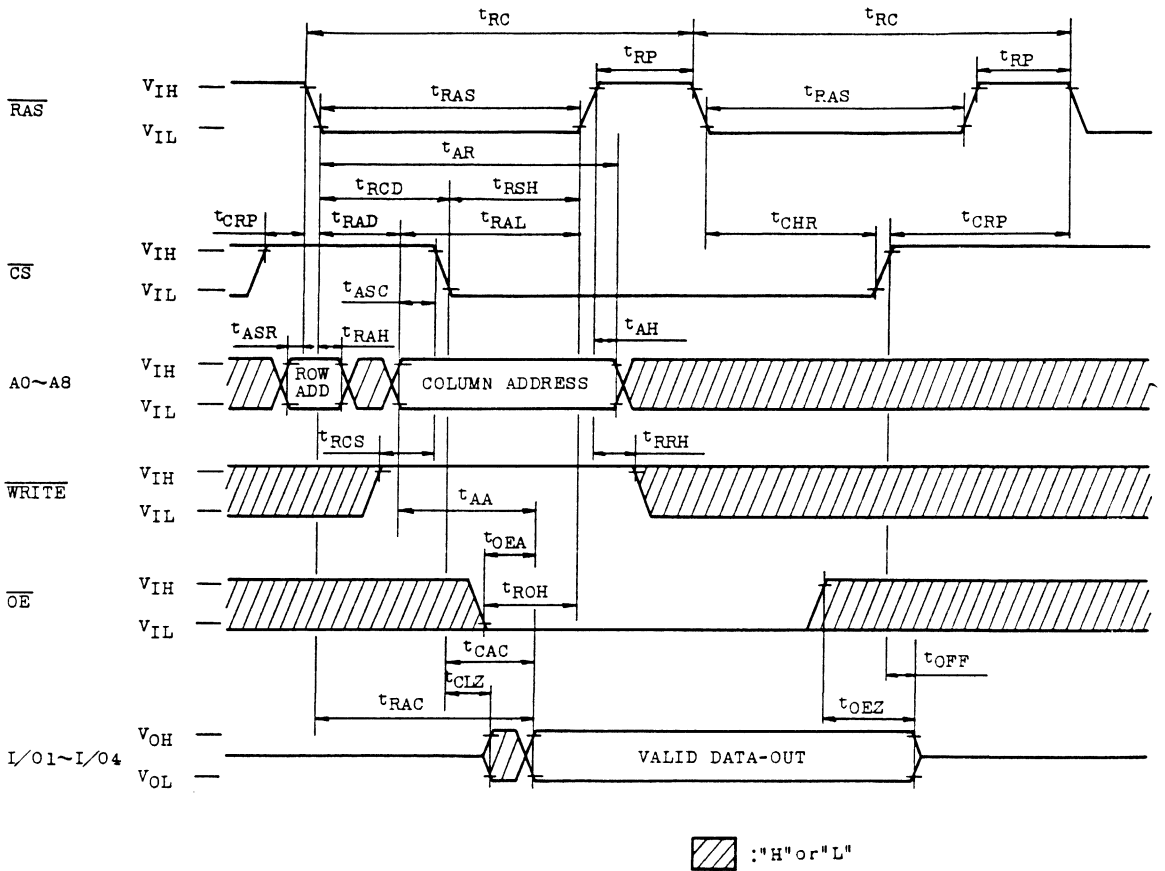 tRC tRC
tRP tRP
RAS VIH
tRAS tRAS
VIL
tAR
tRCD tRSH
tCRP tRAD tRAL tCHR tCRP
CS VIH
VIL
tASC
tASR tRAH tAH
A0~A8 VIH
ROW ADD
COLUMN ADDRESS
VIL
tRCS tRRH
WRITE VIH
tAA
VIL
tOEA
OE VIH
tROH
VIL
tCAC tOFF
tCLZ
tRAC tOEZ
I/O1~I/O4 VOH
VALID DATA-OUT
VOL
:"H"or"L"